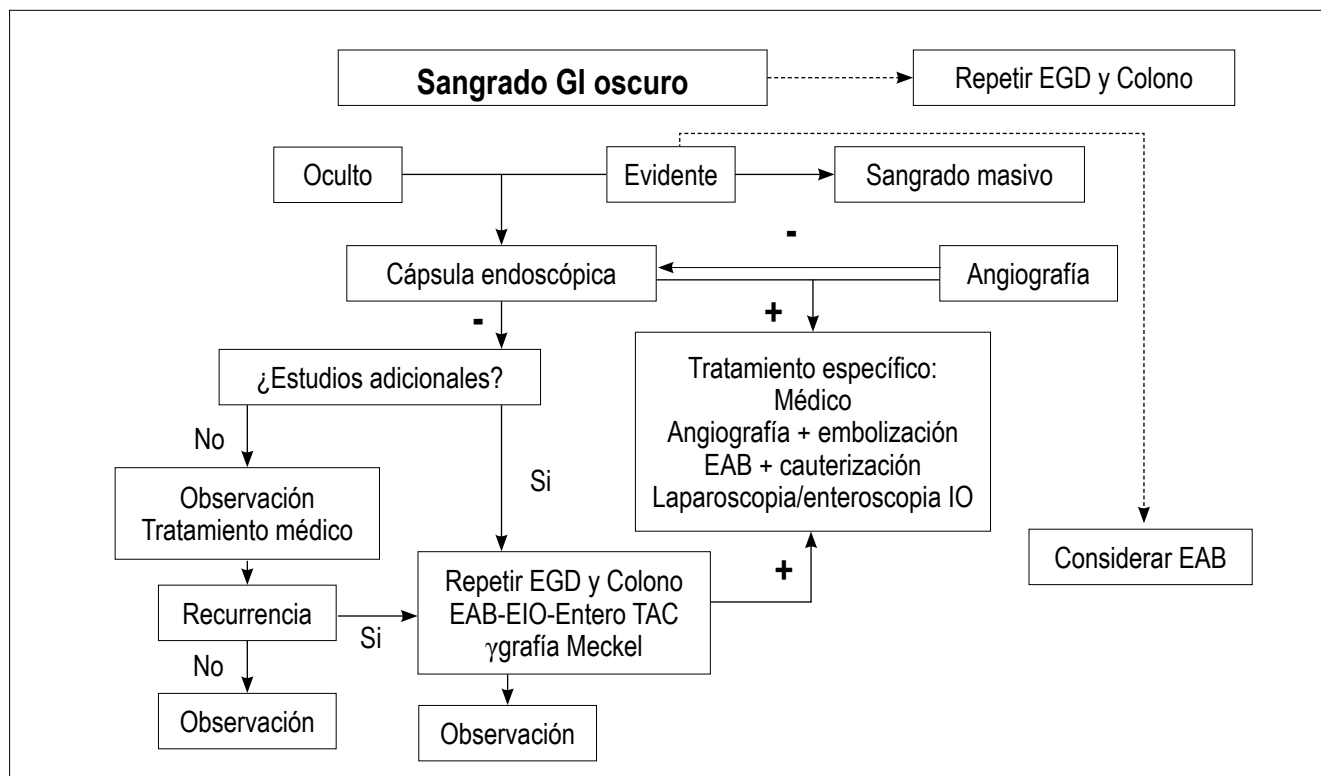 Sangrado GI oscuro
Repetir EGD y Colono
Oculto
Evidente
Sangrado masivo
-
Cápsula endoscópica
Angiografía
-
+
¿Estudios adicionales?
Tratamiento específico:
Médico
Angiografía + embolización
EAB + cauterización
Laparoscopia/enteroscopia IO
No
Si
Observación
Tratamiento médico
Considerar EAB
Repetir EGD y Colono
EAB-EIO-Entero TAC
γgrafía Meckel
+
Recurrencia
Si
No
Observación
Observación